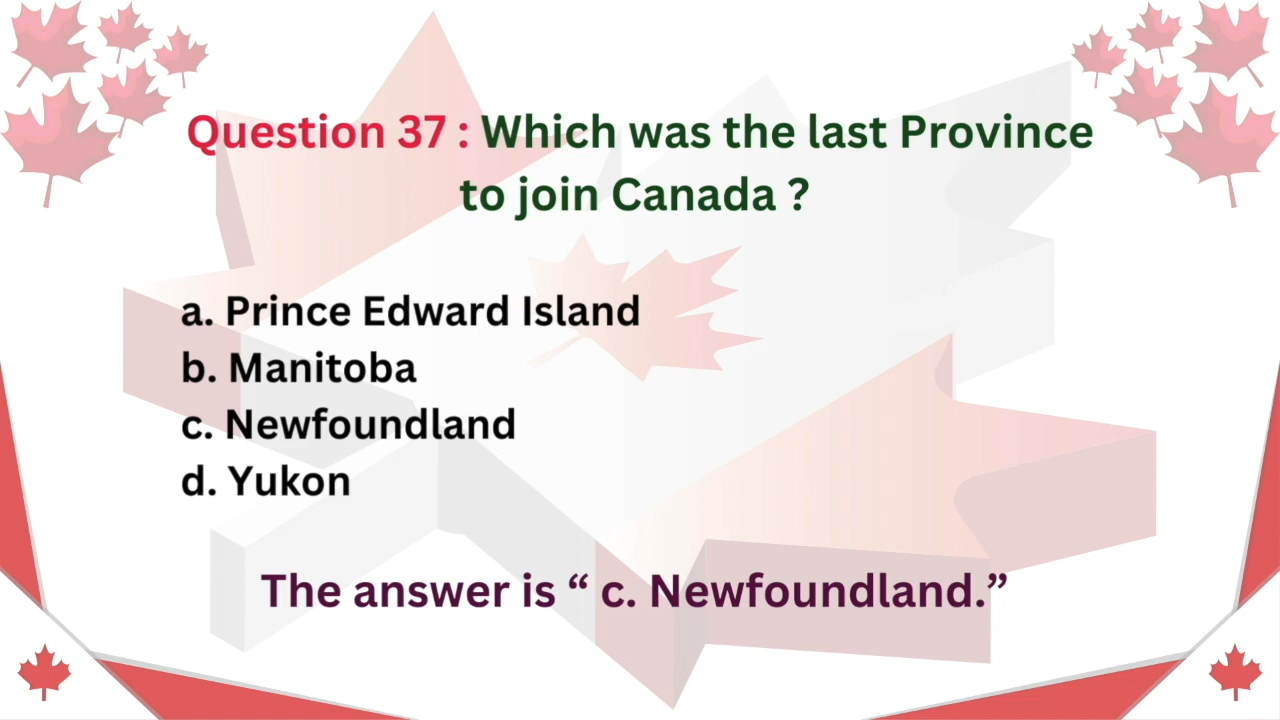 Question 37 : Which was the last Province
to join Canada ?
a. Prince Edward Island
b. Manitoba
c. Newfoundland
d. Yukon
The answer is “ c. Newfoundland.”